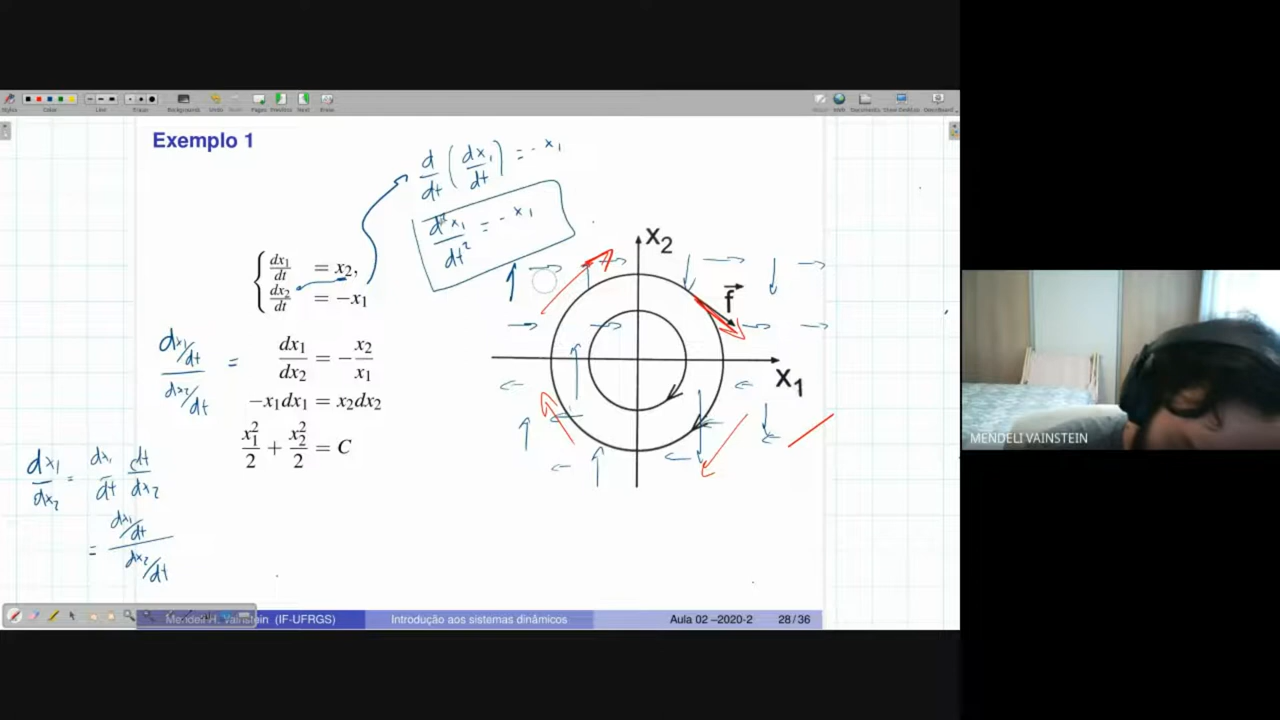 Exemplo 1
d/dt (dx₁/dt) = -x₁
d²x₁/dt² = -x₁
dx₁/dt = x₂,
dx₂/dt = -x₁
dx₁/dt / dx₂/dt = dx₁/dx₂ = -x₂/x₁
-x₁dx₁ = x₂dx₂
x₁²/2 + x₂²/2 = C
dx₁/dx₂ = dx₁/dt dt/dx₂
= dx₁/dt / dx₂/dt
x₂
f
x₁
MENDELI VAINSTEIN
Mendeli H. Vainstein (IF-UFRGS) Introdução aos sistemas dinâmicos Aula 02 –2020-2 28 / 36